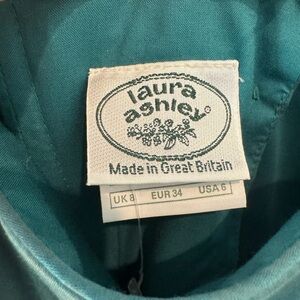 laura
ashley®
Made in Great Britain
UK 8 EUR 34 USA 6